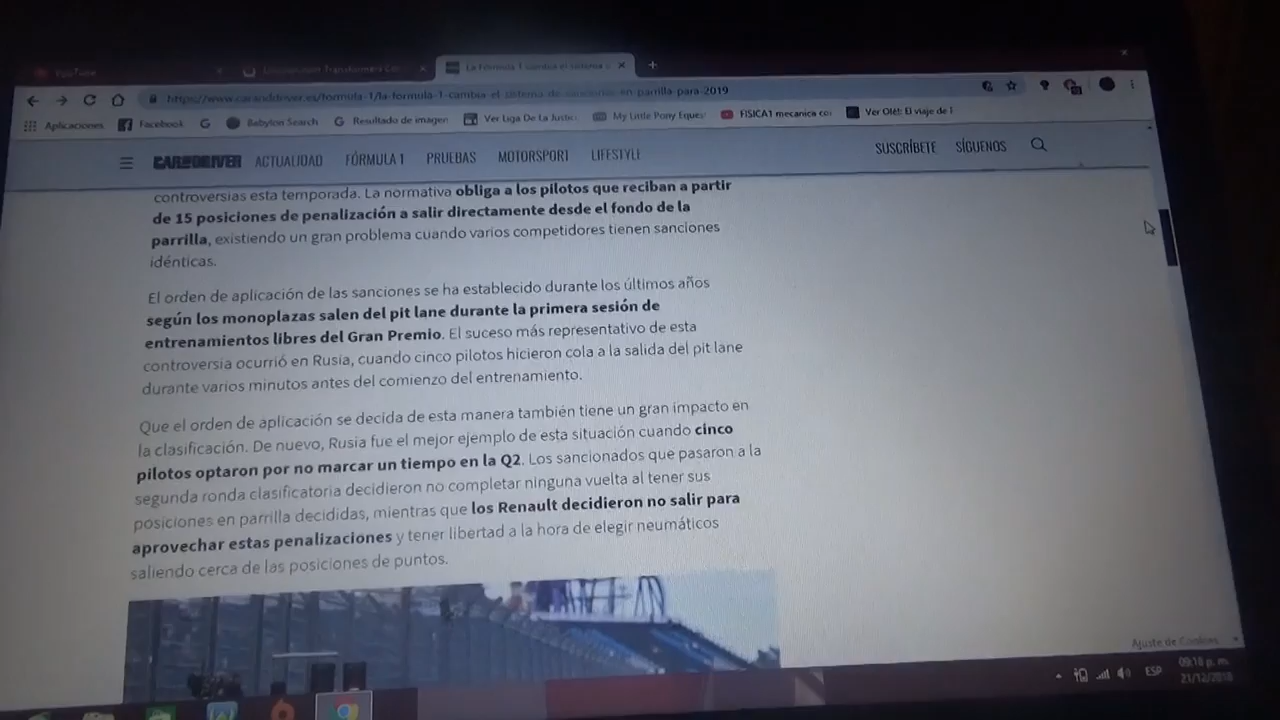 YouTube
La Fórmula 1 cambia el sistema
https://www.caranddriver.es/formula-1/la-formula-1-cambia-el-sistema-de-sanciones-en-parrilla-para-2019
Aplicaciones Facebook Babylon Search Resultado de imagen Ver Liga De La Justic My Little Pony Eques FISICA1 mecanica co Ver Olé!: El viaje de
CAR AND DRIVER ACTUALIDAD FÓRMULA 1 PRUEBAS MOTORSPORT LIFESTYLE SUSCRÍBETE SÍGUENOS
controversias esta temporada. La normativa obliga a los pilotos que reciban a partir
de 15 posiciones de penalización a salir directamente desde el fondo de la
parrilla, existiendo un gran problema cuando varios competidores tienen sanciones
idénticas.
El orden de aplicación de las sanciones se ha establecido durante los últimos años
según los monoplazas salen del pit lane durante la primera sesión de
entrenamientos libres del Gran Premio. El suceso más representativo de esta
controversia ocurrió en Rusia, cuando cinco pilotos hicieron cola a la salida del pit lane
durante varios minutos antes del comienzo del entrenamiento.
Que el orden de aplicación se decida de esta manera también tiene un gran impacto en
la clasificación. De nuevo, Rusia fue el mejor ejemplo de esta situación cuando cinco
pilotos optaron por no marcar un tiempo en la Q2. Los sancionados que pasaron a la
segunda ronda clasificatoria decidieron no completar ninguna vuelta al tener sus
posiciones en parrilla decididas, mientras que los Renault decidieron no salir para
aprovechar estas penalizaciones y tener libertad a la hora de elegir neumáticos
saliendo cerca de las posiciones de puntos.
Ajuste de Cookies
ESP
09:18 p. m.
21/12/2018